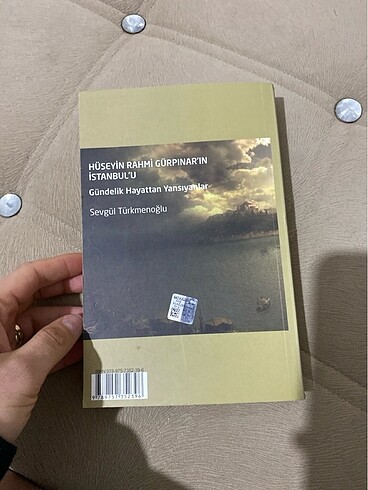 HÜSEYİN RAHMİ GÜRPINAR'IN
İSTANBUL'U
Gündelik Hayattan Yansıyanlar
Sevgül Türkmenoğlu